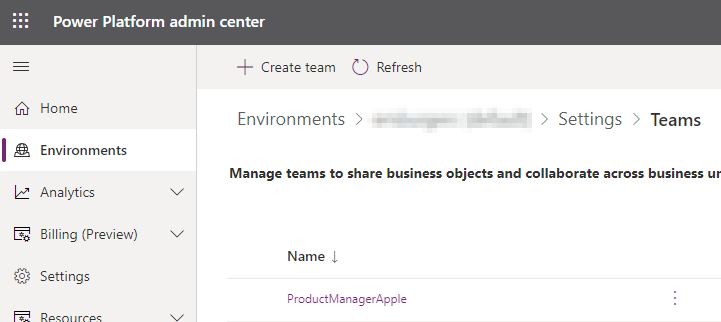 Power Platform admin center
Create team Refresh
Home
Environments
Analytics
Billing (Preview)
Settings
Resources
Environments > > Settings > Teams
Manage teams to share business objects and collaborate across business
Name ↓
ProductManagerApple